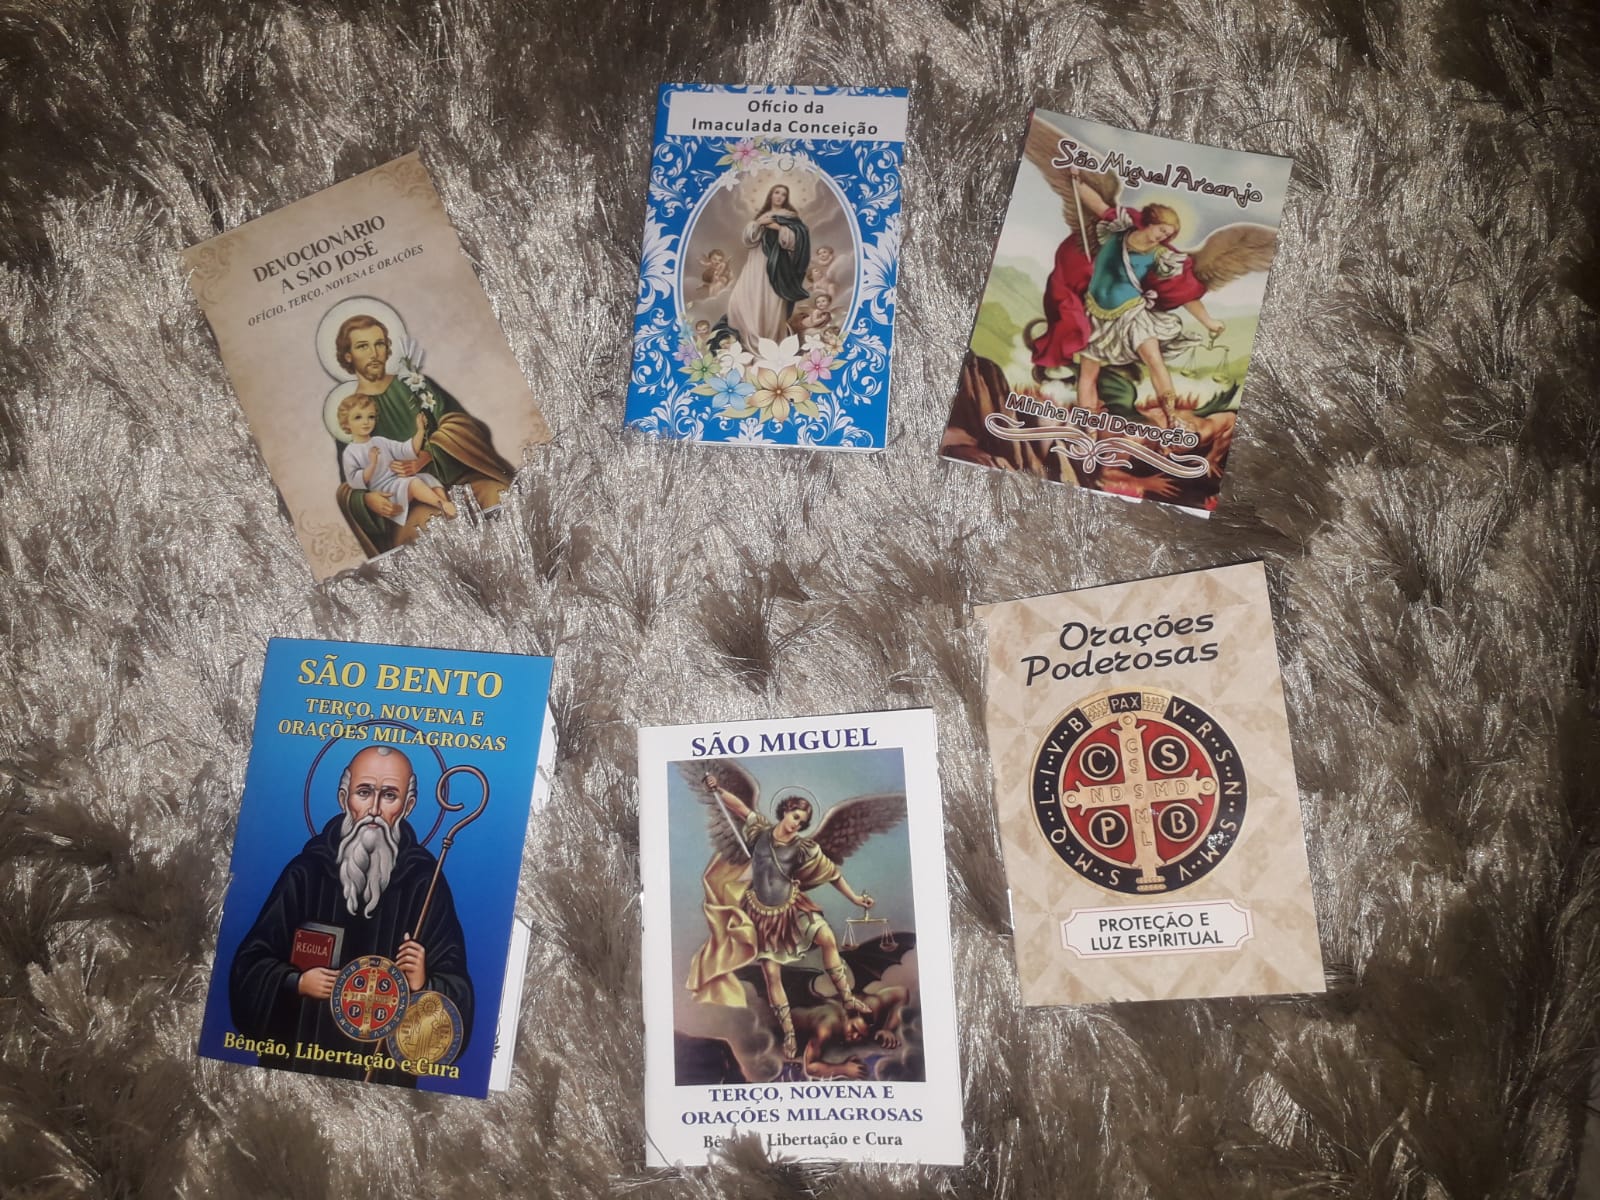 DEVOCIONÁRIO
A SÃO JOSÉ
OFÍCIO, TERÇO, NOVENA E ORAÇÕES
Ofício da
Imaculada Conceição
São Miguel Arcanjo
Minha Fiel Devoção
SÃO BENTO
TERÇO, NOVENA E
ORAÇÕES MILAGROSAS
REGULA
C S
P B
Bênção, Libertação e Cura
SÃO MIGUEL
TERÇO, NOVENA E
ORAÇÕES MILAGROSAS
Libertação e Cura
Orações
Poderosas
PAX
V·R·S·N·S·M·V·S·M·Q·L·I·V·B
C S
C
S
N D S M D
M
L
P B
PROTEÇÃO E
LUZ ESPIRITUAL